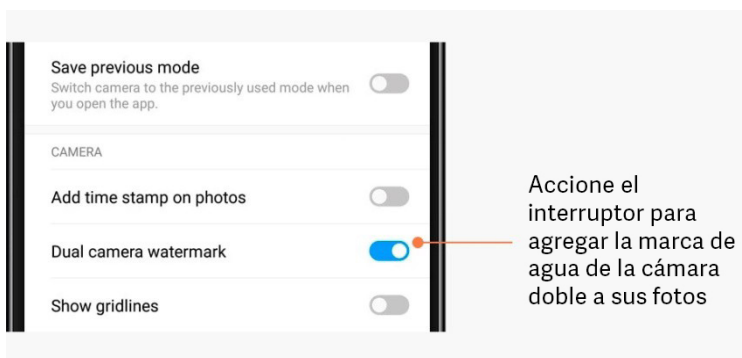 Save previous mode
Switch camera to the previously used mode when
you open the app.
CAMERA
Add time stamp on photos
Dual camera watermark
Show gridlines
Accione el
interruptor para
agregar la marca de
agua de la cámara
doble a sus fotos